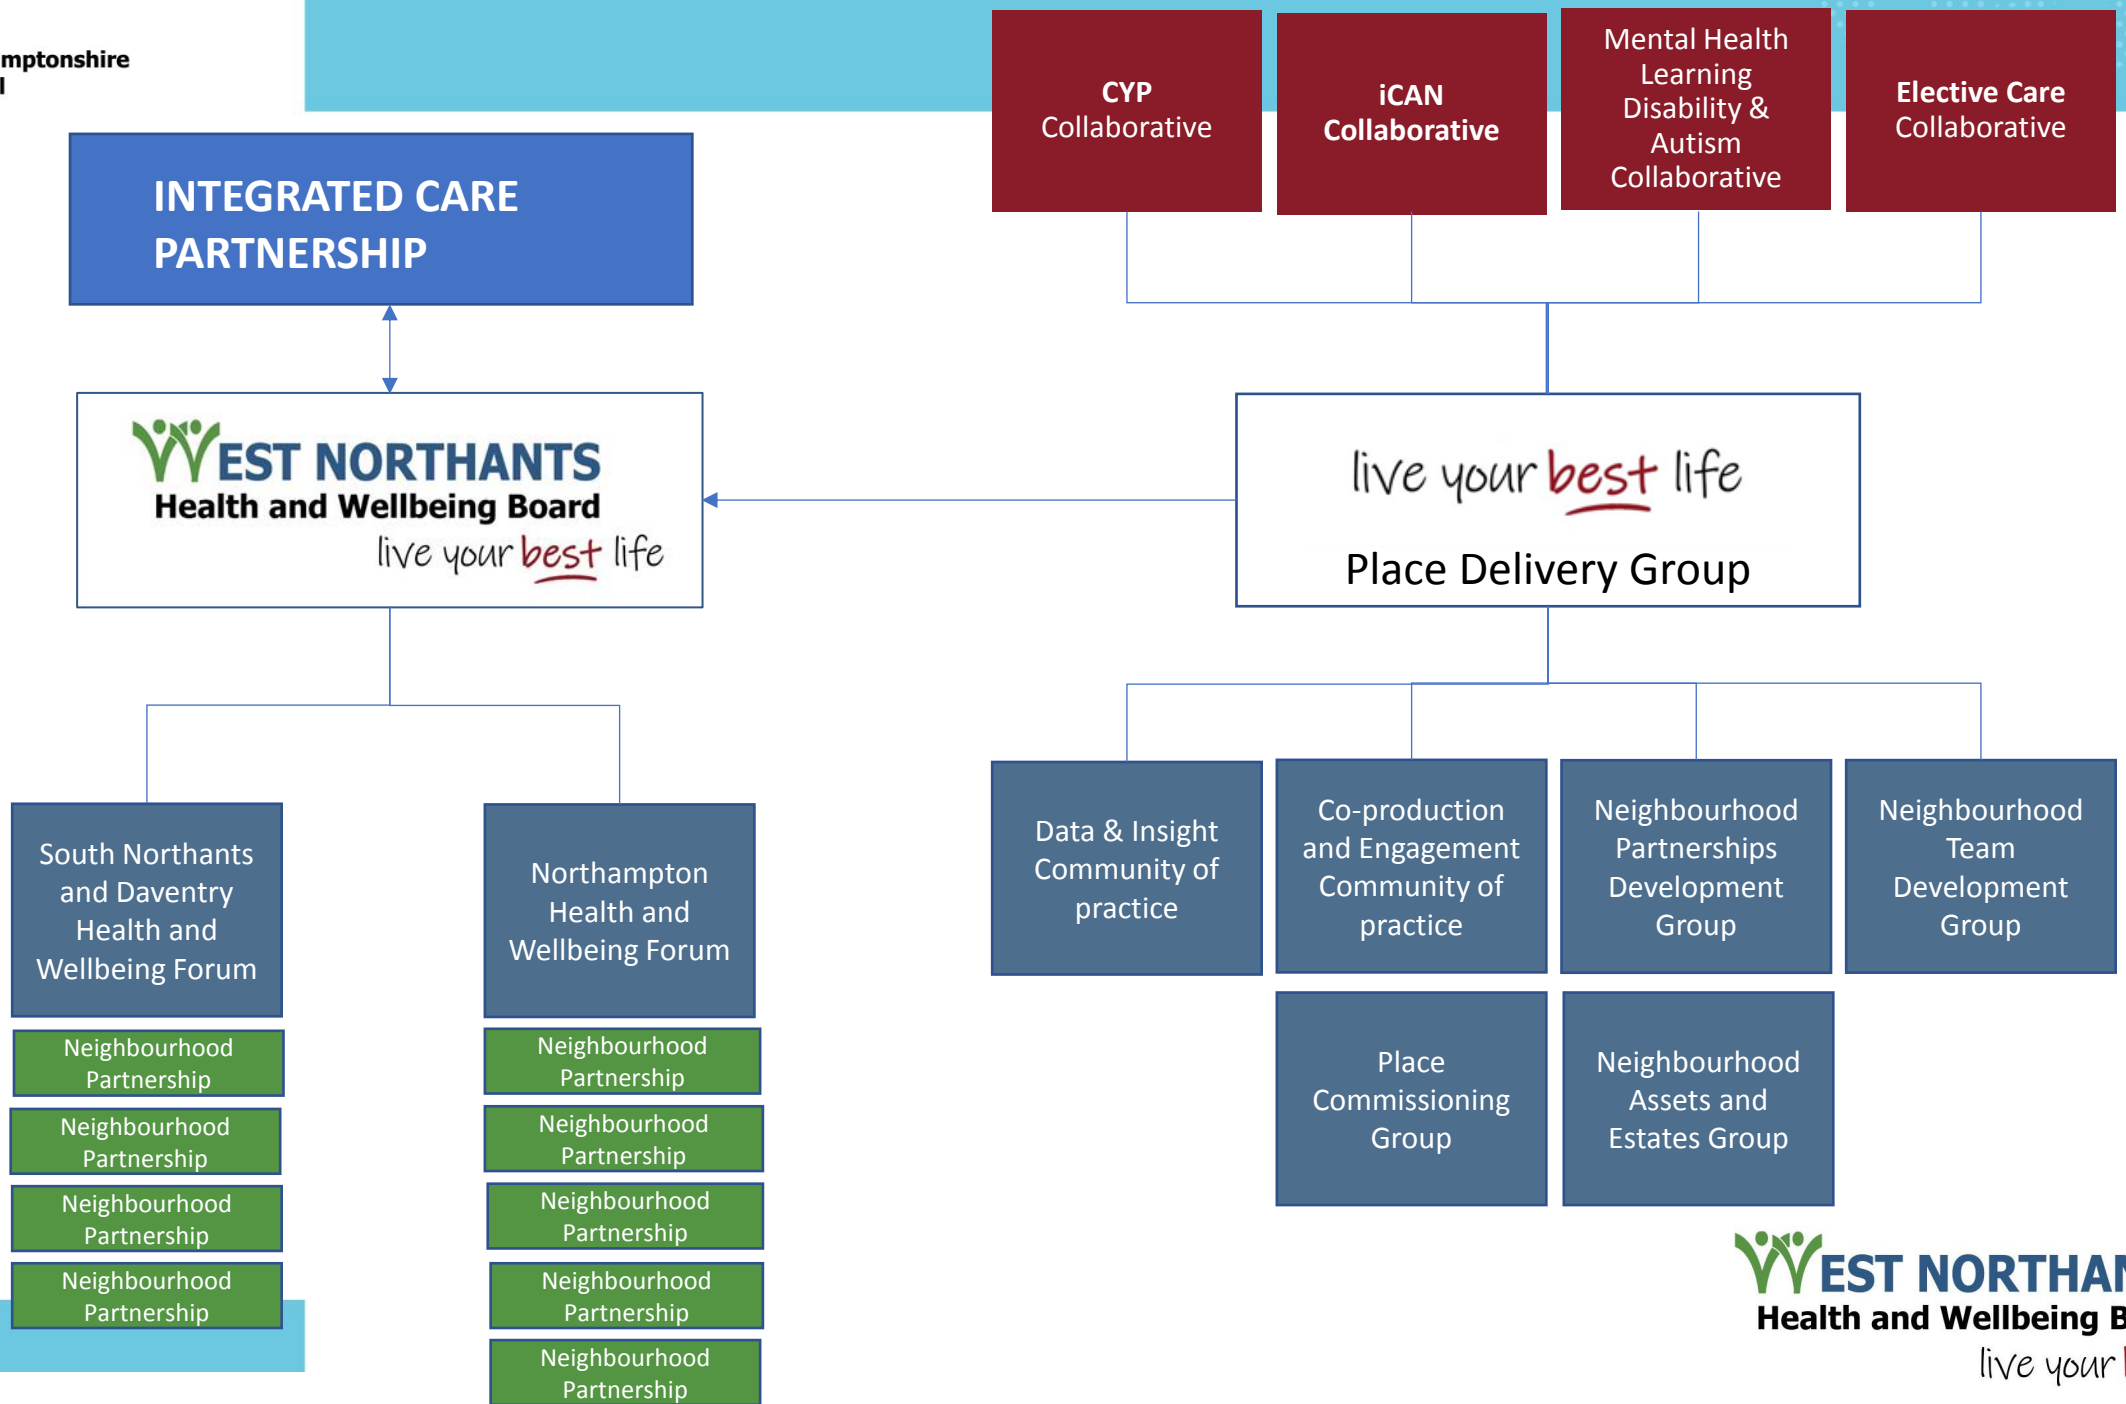 mptonshire
INTEGRATED CARE
PARTNERSHIP
WEST NORTHANTS
Health and Wellbeing Board
live your best life
South Northants
and Daventry
Health and
Wellbeing Forum
Neighbourhood
Partnership
Neighbourhood
Partnership
Neighbourhood
Partnership
Neighbourhood
Partnership
Northampton
Health and
Wellbeing Forum
Neighbourhood
Partnership
Neighbourhood
Partnership
Neighbourhood
Partnership
Neighbourhood
Partnership
Neighbourhood
Partnership
CYP
Collaborative
iCAN
Collaborative
Mental Health
Learning
Disability &
Autism
Collaborative
Elective Care
Collaborative
live your best life
Place Delivery Group
Data & Insight
Community of
practice
Co-production
and Engagement
Community of
practice
Neighbourhood
Partnerships
Development
Group
Neighbourhood
Team
Development
Group
Place
Commissioning
Group
Neighbourhood
Assets and
Estates Group
WEST NORTHAN
Health and Wellbeing B
live your